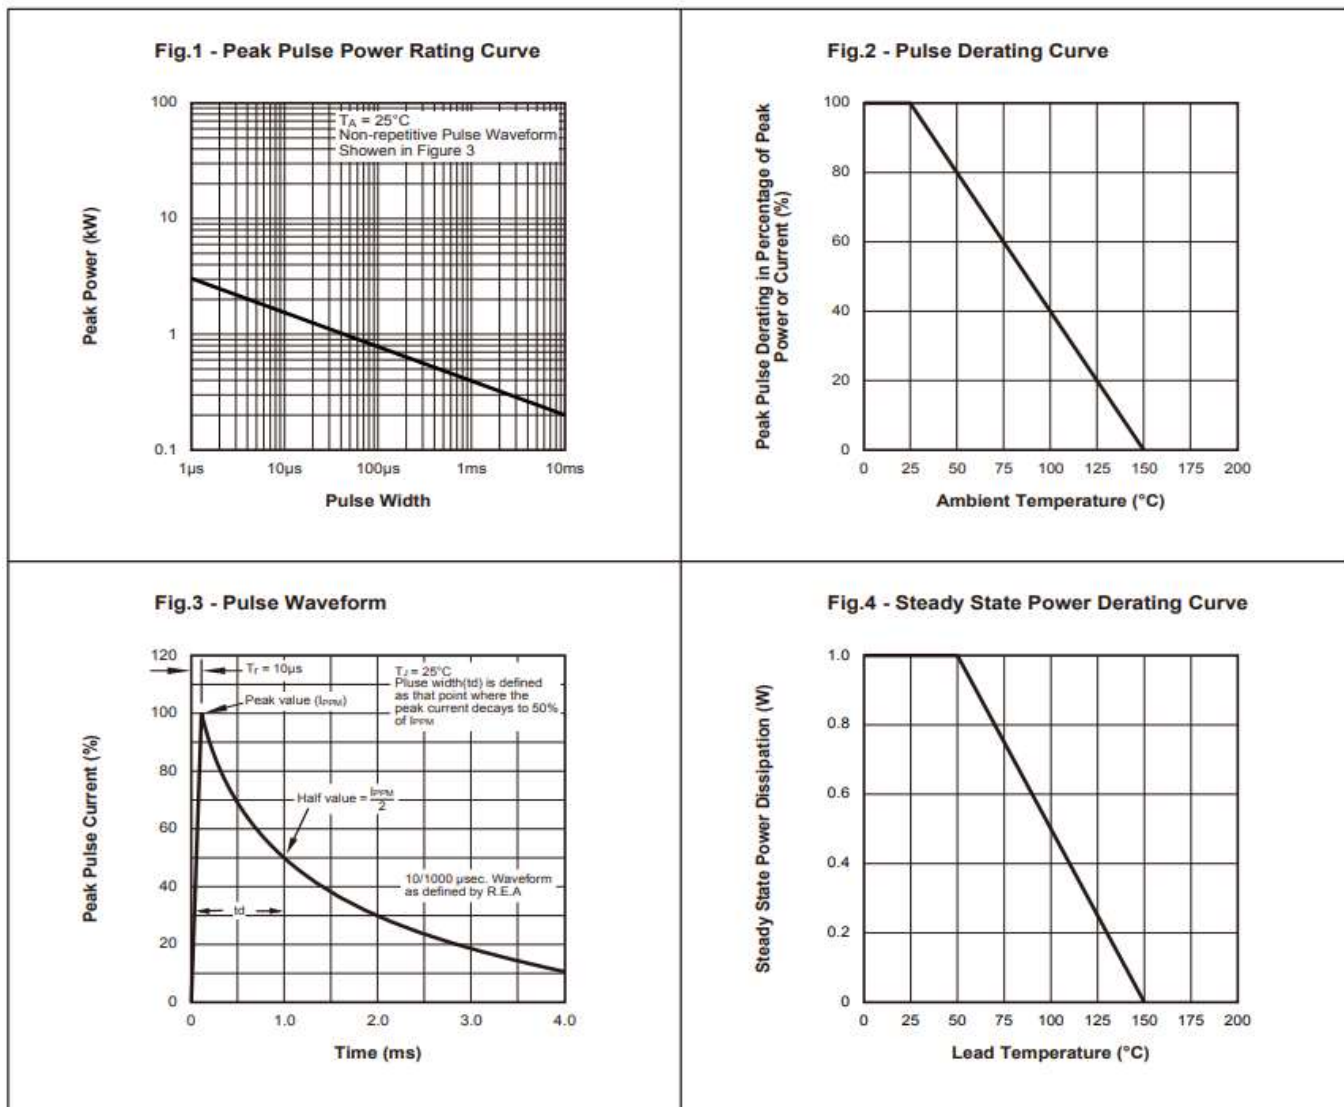 Fig.1 - Peak Pulse Power Rating Curve
Peak Power (kW)
100
10
1
0.1
TA = 25°C
Non-repetitive Pulse Waveform
Showen in Figure 3
1µs 10µs 100µs 1ms 10ms
Pulse Width
Fig.2 - Pulse Derating Curve
Peak Pulse Derating in Percentage of Peak
Power or Current (%)
100
80
60
40
20
0
0 25 50 75 100 125 150 175 200
Ambient Temperature (°C)
Fig.3 - Pulse Waveform
Peak Pulse Current (%)
120
100
80
60
40
20
0
Tr = 10µs
Peak value (IPPM)
TJ = 25°C
Pluse width(td) is defined
as that point where the
peak current decays to 50%
of IPPM
Half value = IPPM
2
10/1000 µsec. Waveform
as defined by R.E.A
td
0 1.0 2.0 3.0 4.0
Time (ms)
Fig.4 - Steady State Power Derating Curve
Steady State Power Dissipation (W)
1.0
0.8
0.6
0.4
0.2
0
0 25 50 75 100 125 150 175 200
Lead Temperature (°C)